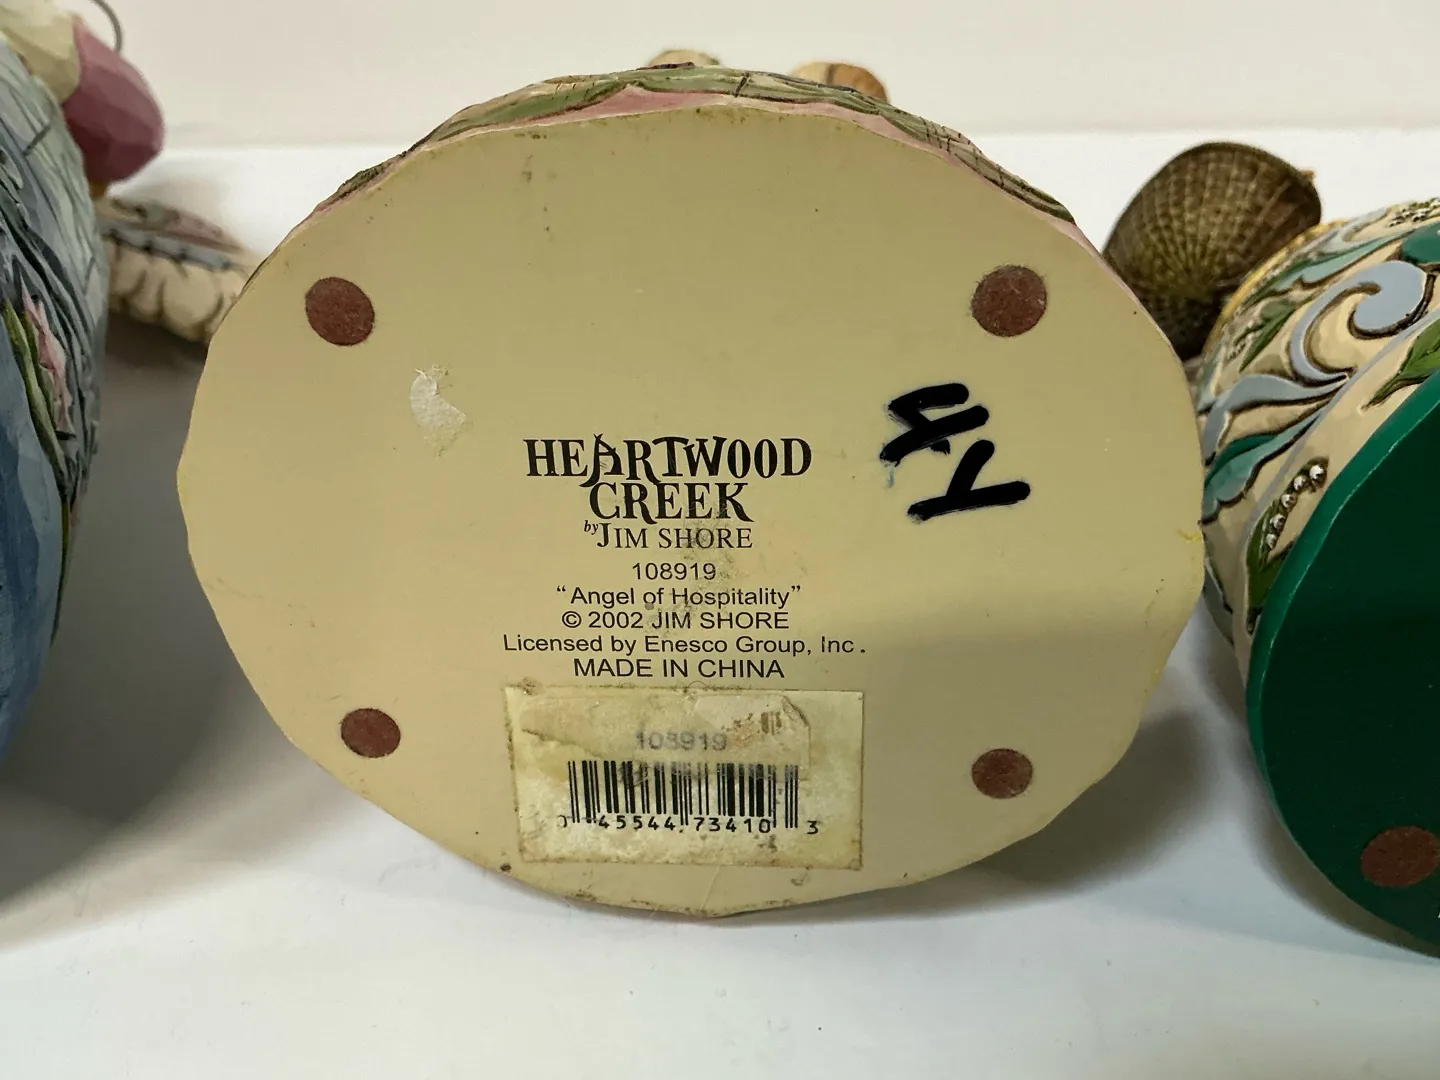 HEARTWOOD
CREEK
by JIM SHORE
108919
“Angel of Hospitality”
© 2002 JIM SHORE
Licensed by Enesco Group, Inc.
MADE IN CHINA
108919
0 45544 73410 3